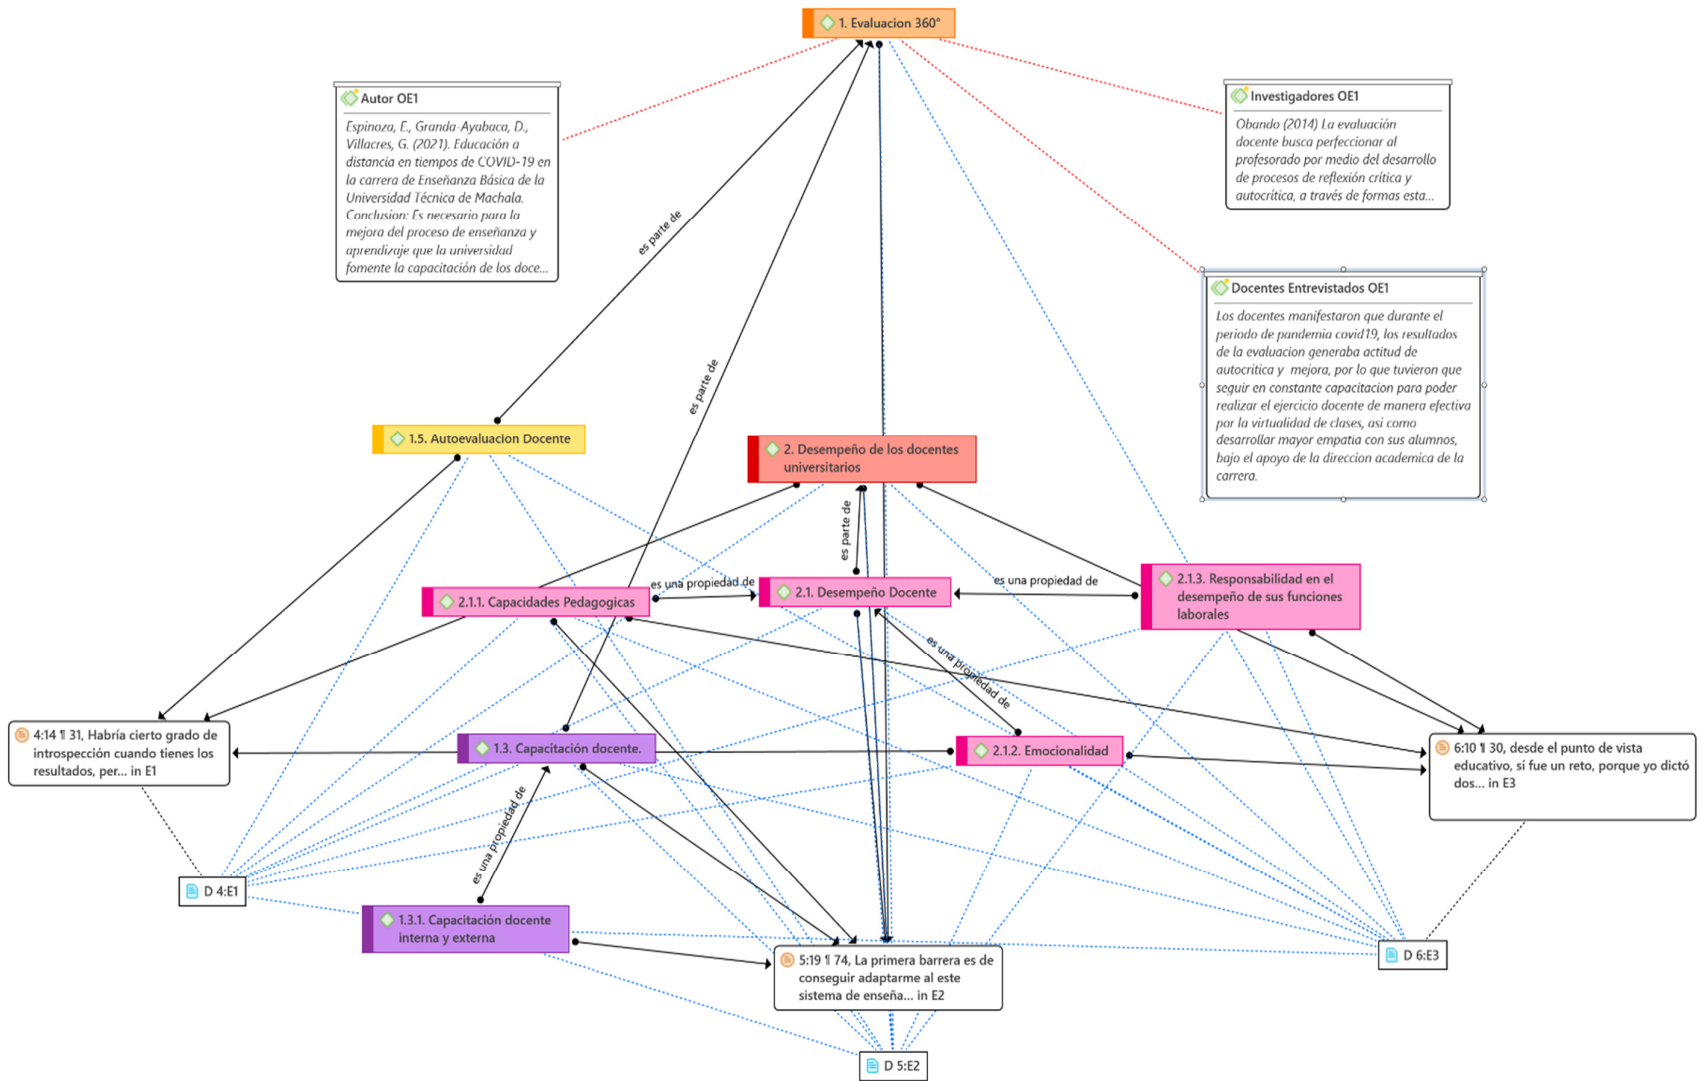 1. Evaluacion 360°
Autor OE1
Espinoza, E., Granda-Ayabaca, D.,
Villacres, G. (2021). Educación a
distancia en tiempos de COVID-19 en
la carrera de Enseñanza Básica de la
Universidad Técnica de Machala.
Conclusion: Es necesario para la
mejora del proceso de enseñanza y
aprendizaje que la universidad
fomente la capacitación de los doce...
Investigadores OE1
Obando (2014) La evaluación
docente busca perfeccionar al
profesorado por medio del desarrollo
de procesos de reflexión crítica y
autocrítica, a través de formas esta...
es parte de
Docentes Entrevistados OE1
Los docentes manifestaron que durante el
periodo de pandemia covid19, los resultados
de la evaluacion generaba actitud de
autocritica y mejora, por lo que tuvieron que
seguir en constante capacitacion para poder
realizar el ejercicio docente de manera efectiva
por la virtualidad de clases, asi como
desarrollar mayor empatia con sus alumnos,
bajo el apoyo de la direccion academica de la
carrera.
es parte de
1.5. Autoevaluacion Docente
2. Desempeño de los docentes
universitarios
es parte de
2.1.1. Capacidades Pedagogicas
es una propiedad de
2.1. Desempeño Docente
es una propiedad de
2.1.3. Responsabilidad en el
desempeño de sus funciones
laborales
es una propiedad de
4:14 ¶ 31, Habría cierto grado de
introspección cuando tienes los
resultados, per... in E1
1.3. Capacitación docente.
2.1.2. Emocionalidad
6:10 ¶ 30, desde el punto de vista
educativo, sí fue un reto, porque yo dictó
dos... in E3
es una propiedad de
D 4:E1
1.3.1. Capacitación docente
interna y externa
5:19 ¶ 74, La primera barrera es de
conseguir adaptarme al este
sistema de enseña... in E2
D 6:E3
D 5:E2